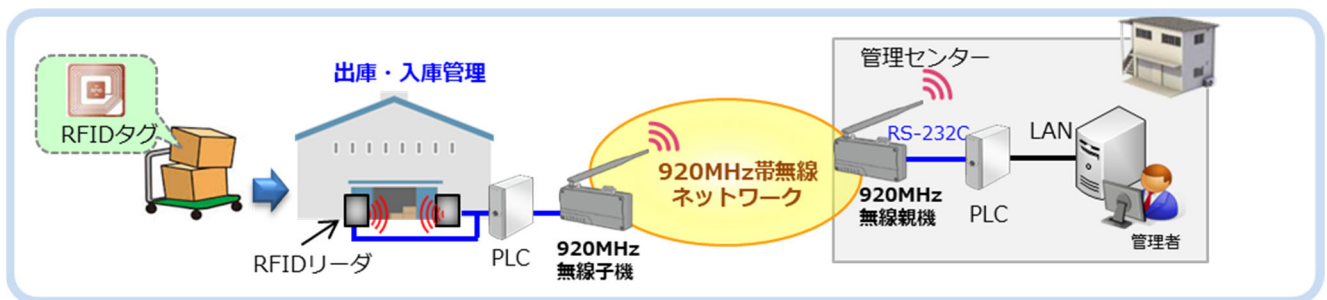 RFIDタグ
出庫・入庫管理
RFIDリーダ
PLC
920MHz
無線子機
920MHz帯無線
ネットワーク
管理センター
RS-232C
920MHz
無線親機
PLC
LAN
管理者